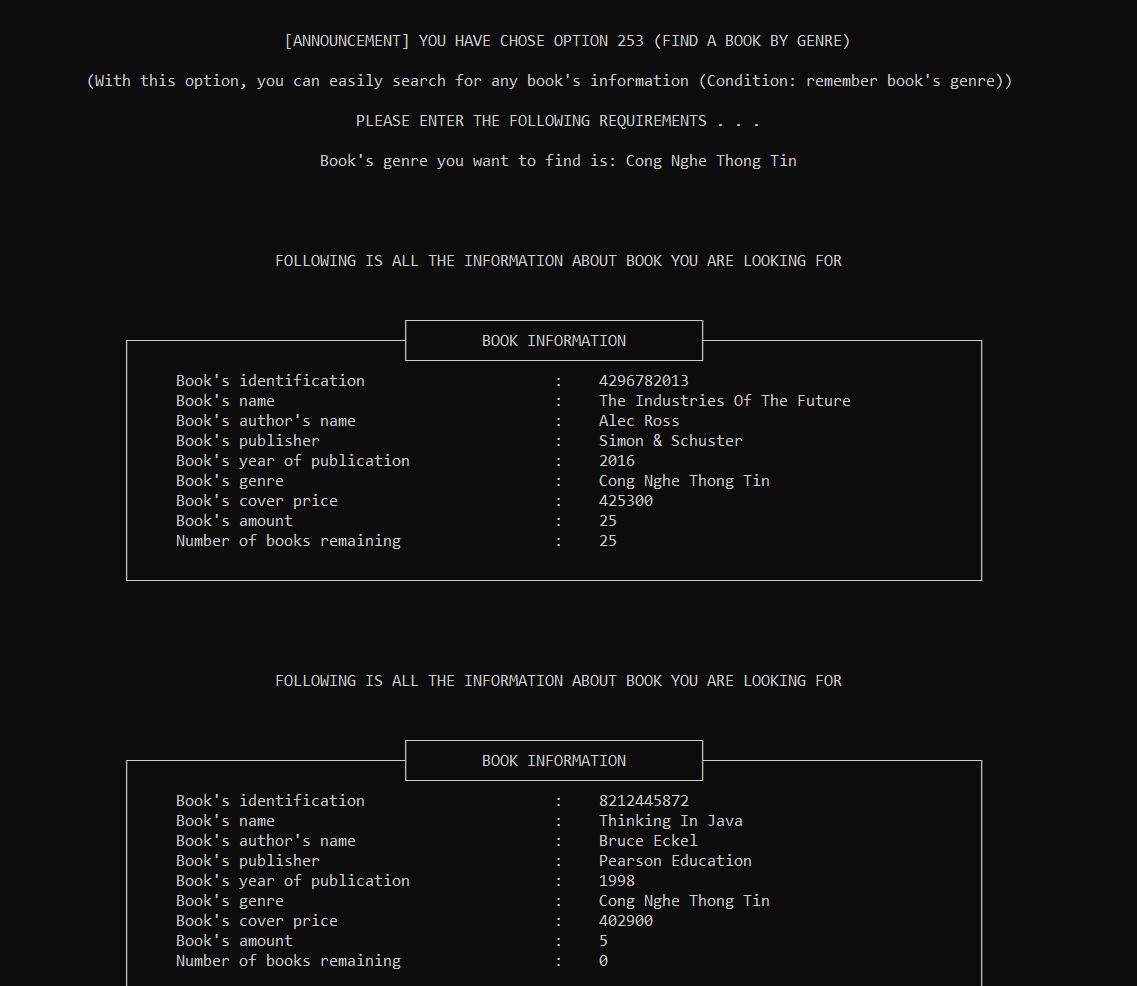 [ANNOUNCEMENT] YOU HAVE CHOSE OPTION 253 (FIND A BOOK BY GENRE)
(With this option, you can easily search for any book's information (Condition: remember book's genre))
PLEASE ENTER THE FOLLOWING REQUIREMENTS . . .
Book's genre you want to find is: Cong Nghe Thong Tin
FOLLOWING IS ALL THE INFORMATION ABOUT BOOK YOU ARE LOOKING FOR
BOOK INFORMATION
Book's identification : 4296782013
Book's name : The Industries Of The Future
Book's author's name : Alec Ross
Book's publisher : Simon & Schuster
Book's year of publication : 2016
Book's genre : Cong Nghe Thong Tin
Book's cover price : 425300
Book's amount : 25
Number of books remaining : 25
FOLLOWING IS ALL THE INFORMATION ABOUT BOOK YOU ARE LOOKING FOR
BOOK INFORMATION
Book's identification : 8212445872
Book's name : Thinking In Java
Book's author's name : Bruce Eckel
Book's publisher : Pearson Education
Book's year of publication : 1998
Book's genre : Cong Nghe Thong Tin
Book's cover price : 402900
Book's amount : 5
Number of books remaining : 0